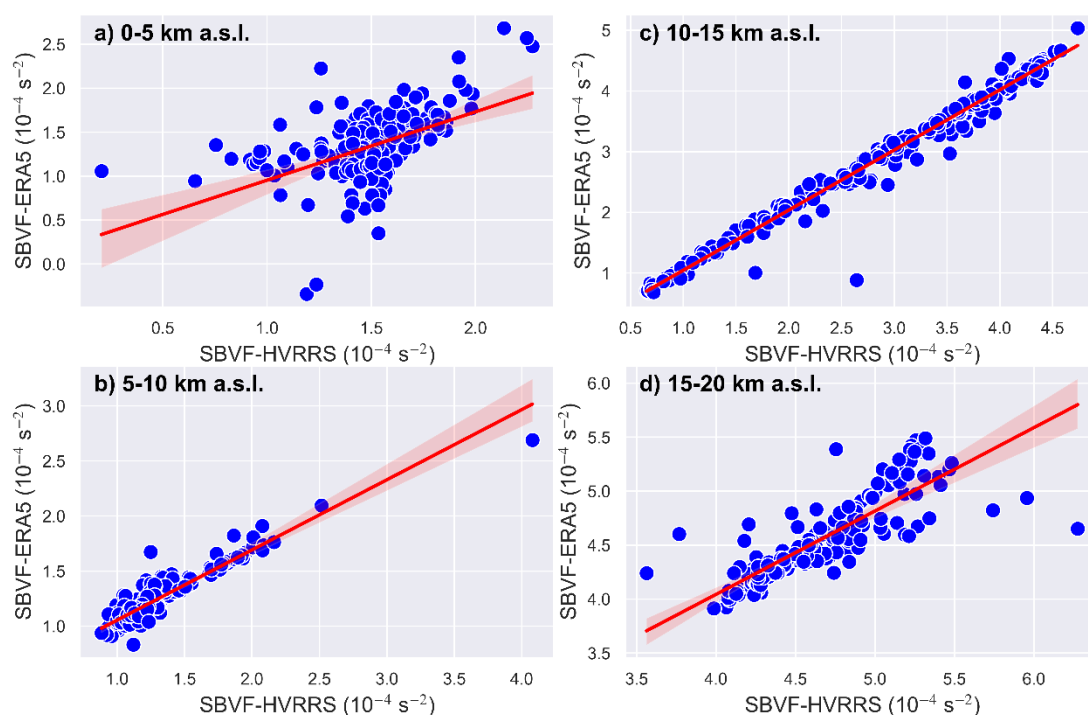 a) 0-5 km a.s.l.
SBVF-ERA5 (10⁻⁴ s⁻²)
2.5
2.0
1.5
1.0
0.5
0.0
0.5 1.0 1.5 2.0
SBVF-HVRRS (10⁻⁴ s⁻²)
c) 10-15 km a.s.l.
SBVF-ERA5 (10⁻⁴ s⁻²)
5
4
3
2
1
0.5 1.0 1.5 2.0 2.5 3.0 3.5 4.0 4.5
SBVF-HVRRS (10⁻⁴ s⁻²)
b) 5-10 km a.s.l.
SBVF-ERA5 (10⁻⁴ s⁻²)
3.0
2.5
2.0
1.5
1.0
1.0 1.5 2.0 2.5 3.0 3.5 4.0
SBVF-HVRRS (10⁻⁴ s⁻²)
d) 15-20 km a.s.l.
SBVF-ERA5 (10⁻⁴ s⁻²)
6.0
5.5
5.0
4.5
4.0
3.5
3.5 4.0 4.5 5.0 5.5 6.0
SBVF-HVRRS (10⁻⁴ s⁻²)